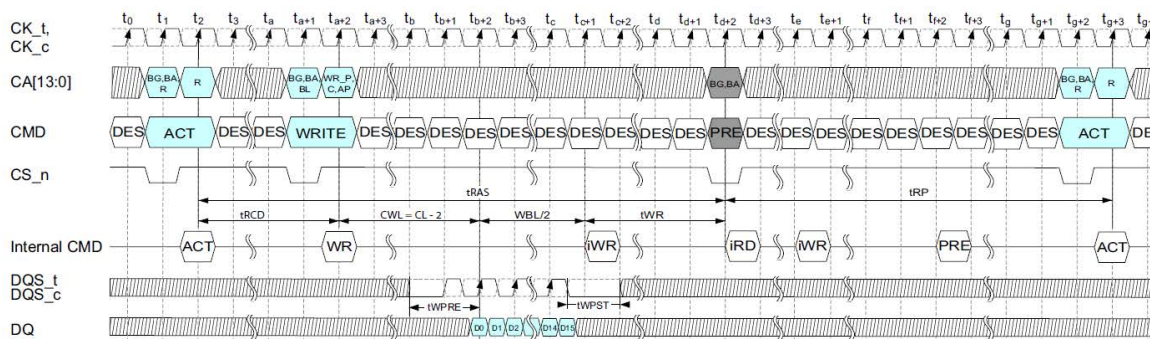 t0 t1 t2 t3 ta ta+1 ta+2 ta+3 tb tb+1 tb+2 tb+3 tc tc+1 tc+2 td td+1 td+2 td+3 te te+1 tf tf+1 tf+2 tf+3 tg tg+1 tg+2 tg+3
CK_t,
CK_c
CA[13:0] BG,BA, R R BG,BA, BL WR_P, C, AP BG,BA BG,BA, R R
CMD DES ACT DES DES WRITE DES DES DES DES DES DES DES DES DES DES PRE DES DES DES DES DES DES DES DES DES ACT DES
CS_n
tRAS tRP
tRCD CWL = CL - 2 WBL/2 tWR
Internal CMD ACT WR iWR iRD iWR PRE ACT
DQS_t
DQS_c
tWPRE tWPST
DQ D0 D1 D2 D14 D15